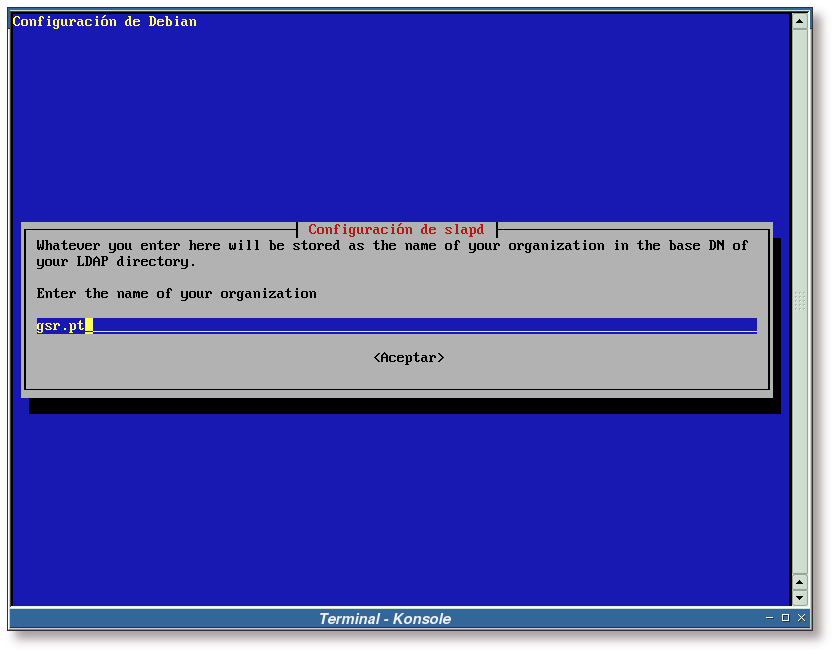 Configuración de Debian
Configuración de slapd
Whatever you enter here will be stored as the name of your organization in the base DN of
your LDAP directory.
Enter the name of your organization
gsr.pt
<Aceptar>
Terminal - Konsole